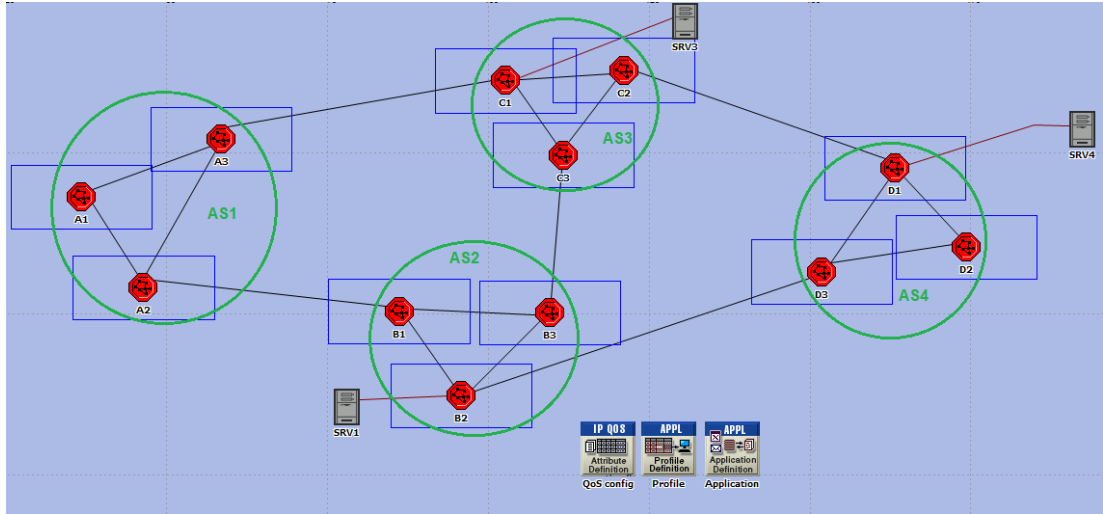 SRV3
C1
C2
AS3
C3
A3
A1
AS1
A2
SRV4
D1
D2
D3
AS4
AS2
B1
B3
B2
SRV1
IP QOS
Attribute
Definition
QoS config
APPL
Profile
Definition
Profile
APPL
Application
Definition
Application